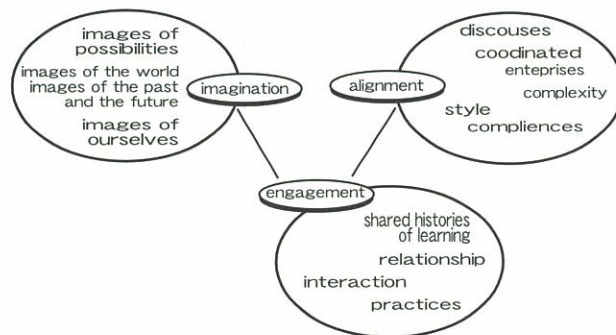 images of
possibilities
images of the world
images of the past
and the future
images of
ourselves
imagination
alignment
discouses
coodinated
enteprises
complexity
style
compliences
engagement
shared histories
of learning
relationship
interaction
practices